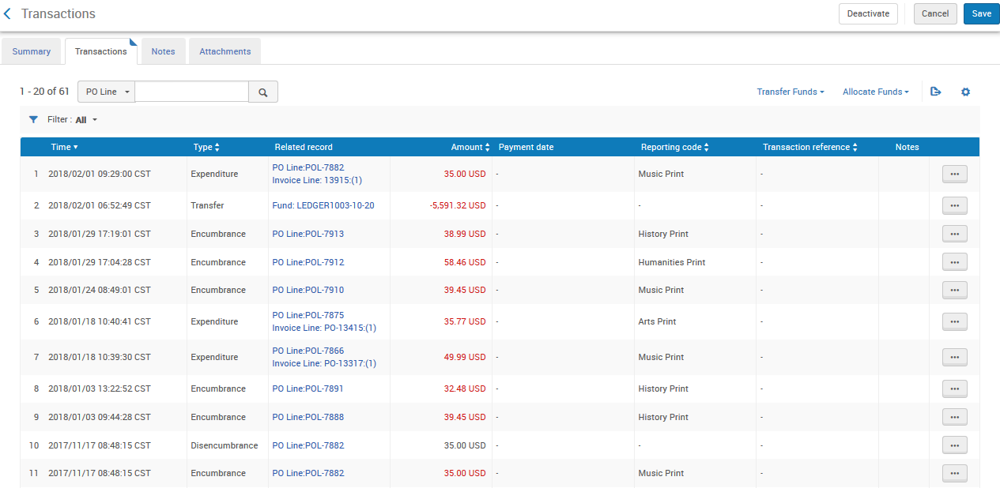 Transactions
Deactivate Cancel Save
Summary Transactions Notes Attachments
1 - 20 of 61 PO Line Transfer Funds Allocate Funds
Filter : All
Time Type Related record Amount Payment date Reporting code Transaction reference Notes
1 2018/02/01 09:29:00 CST Expenditure PO Line:POL-7882 35.00 USD - Music Print -
Invoice Line: 13915:(1)
2 2018/02/01 06:52:49 CST Transfer Fund: LEDGER1003-10-20 -5,591.32 USD - - -
3 2018/01/29 17:19:01 CST Encumbrance PO Line:POL-7913 38.99 USD - History Print -
4 2018/01/29 17:04:28 CST Encumbrance PO Line:POL-7912 58.46 USD - Humanities Print -
5 2018/01/24 08:49:01 CST Encumbrance PO Line:POL-7910 39.45 USD - Music Print -
6 2018/01/18 10:40:41 CST Expenditure PO Line:POL-7875 35.77 USD - Arts Print -
Invoice Line: PO-13415:(1)
7 2018/01/18 10:39:30 CST Expenditure PO Line:POL-7866 49.99 USD - Music Print -
Invoice Line: PO-13317:(1)
8 2018/01/03 13:22:52 CST Encumbrance PO Line:POL-7891 32.48 USD - History Print -
9 2018/01/03 09:44:28 CST Encumbrance PO Line:POL-7888 39.45 USD - History Print -
10 2017/11/17 08:48:15 CST Disencumbrance PO Line:POL-7882 35.00 USD - - -
11 2017/11/17 08:48:15 CST Encumbrance PO Line:POL-7882 35.00 USD - Music Print -